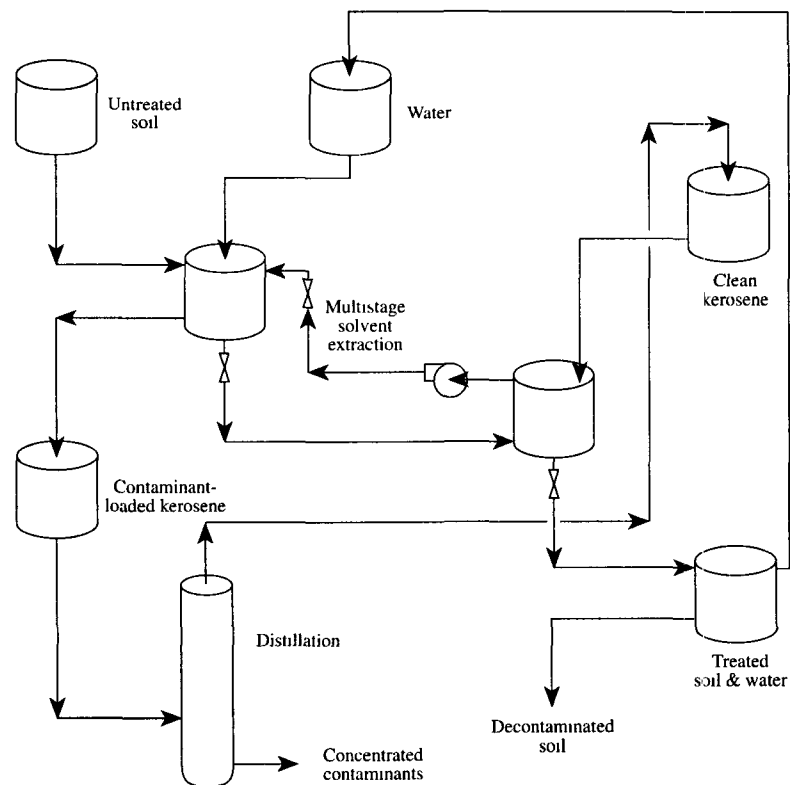 Untreated
soil
Water
Clean
kerosene
Multistage
solvent
extraction
Contaminant-
loaded kerosene
Distillation
Treated
soil & water
Decontaminated
soil
Concentrated
contaminants